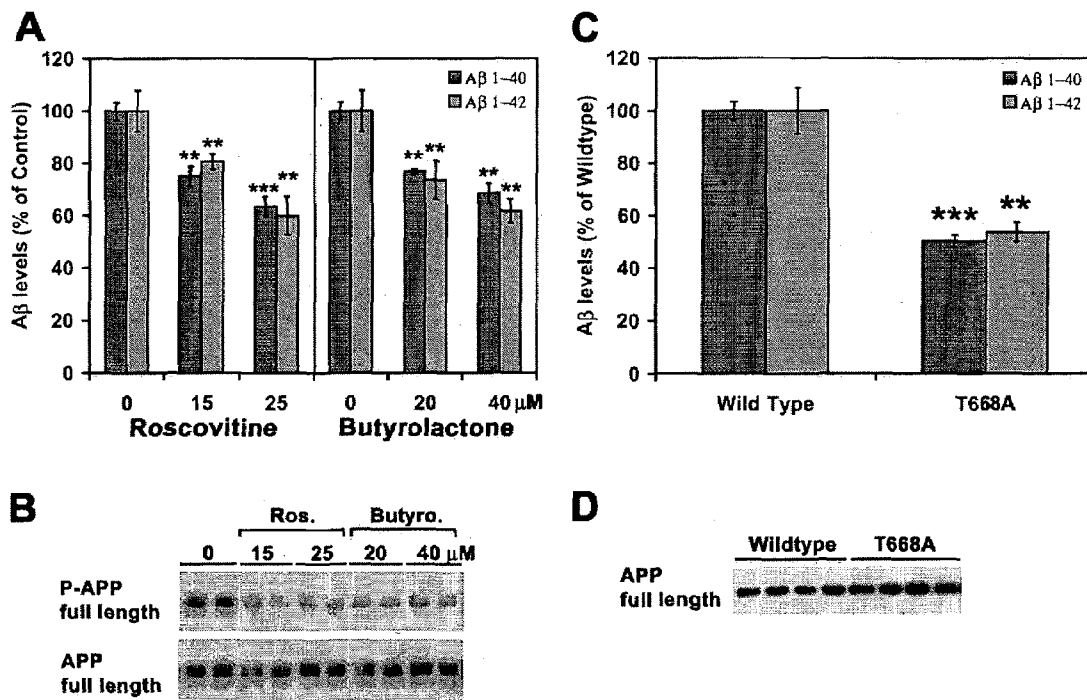 A
120
100
80
60
40
20
0
Aβ levels (% of Control)
Aβ 1–40
Aβ 1–42
** ** *** **
** ** ** **
0 15 25 0 20 40 μM
Roscovitine Butyrolactone
B
Ros. Butyro.
0 15 25 20 40 μM
P-APP
full length
APP
full length
C
120
100
80
60
40
20
0
Aβ levels (% of Wildtype)
Aβ 1–40
Aβ 1–42
*** **
Wild Type T668A
D
Wildtype T668A
APP
full length